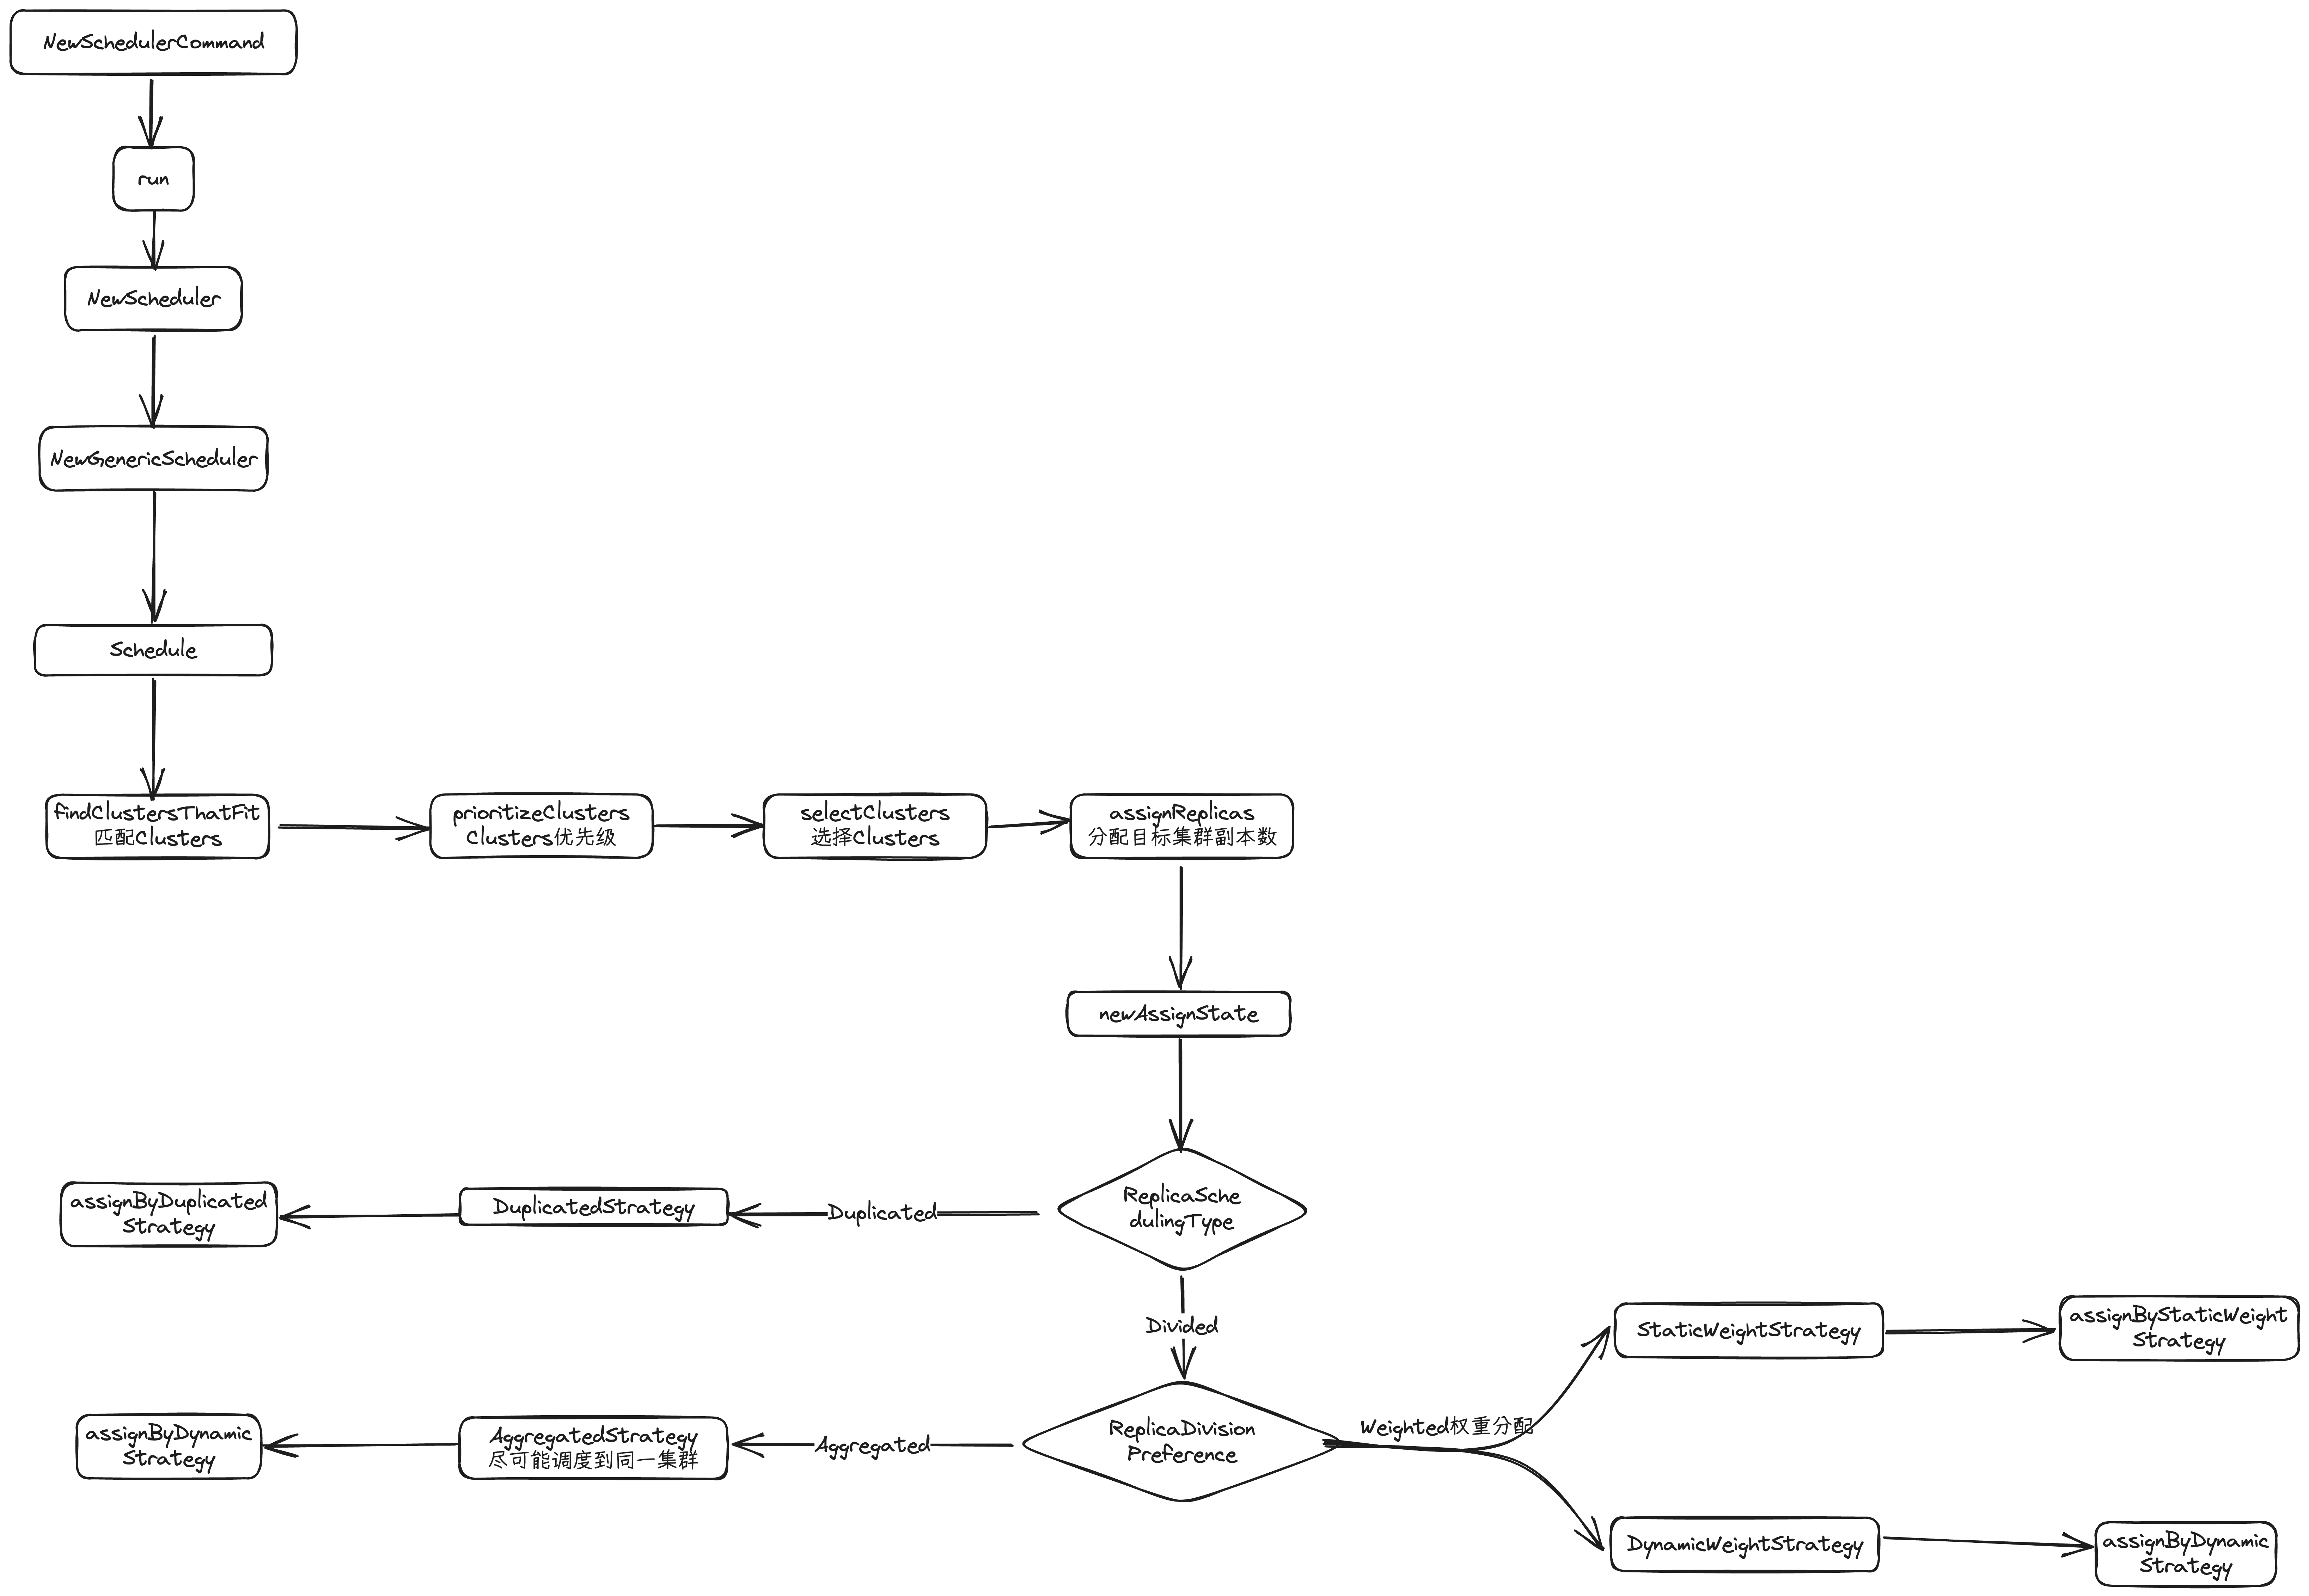 NewSchedulerCommand
run
NewScheduler
NewGenericScheduler
Schedule
findClustersThatFit
匹配Clusters
prioritizeClusters
Clusters优先级
selectClusters
选择Clusters
assignReplicas
分配目标集群副本数
newAssignState
ReplicaSche
dulingType
Duplicated
DuplicatedStrategy
assignByDuplicated
Strategy
Divided
ReplicaDivision
Preference
Aggregated
AggregatedStrategy
尽可能调度到同一集群
assignByDynamic
Strategy
Weighted权重分配
StaticWeightStrategy
assignByStaticWeight
Strategy
DynamicWeightStrategy
assignByDynamic
Strategy